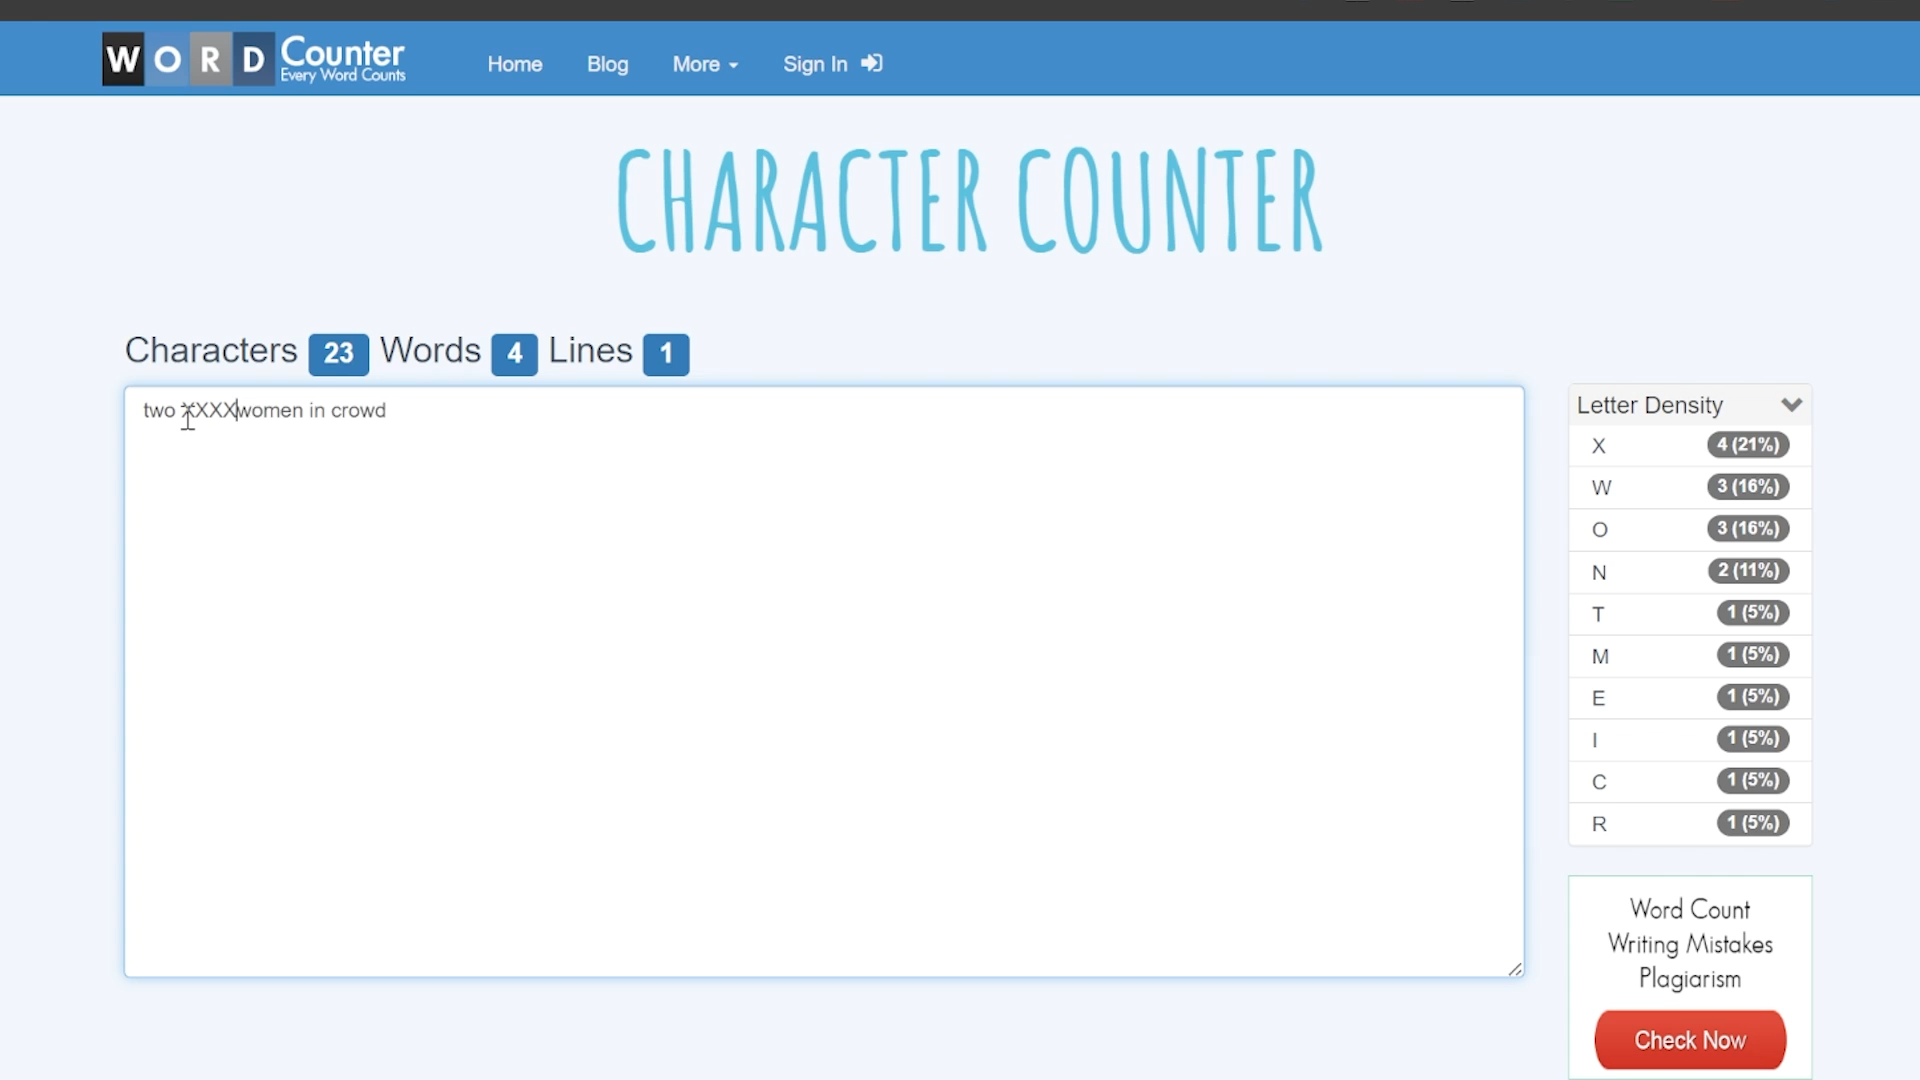 WORD Counter
Every Word Counts
Home Blog More Sign In
CHARACTER COUNTER
Characters 23 Words 4 Lines 1
two XXXXwomen in crowd
Letter Density
X 4 (21%)
W 3 (16%)
O 3 (16%)
N 2 (11%)
T 1 (5%)
M 1 (5%)
E 1 (5%)
I 1 (5%)
C 1 (5%)
R 1 (5%)
Word Count
Writing Mistakes
Plagiarism
Check Now